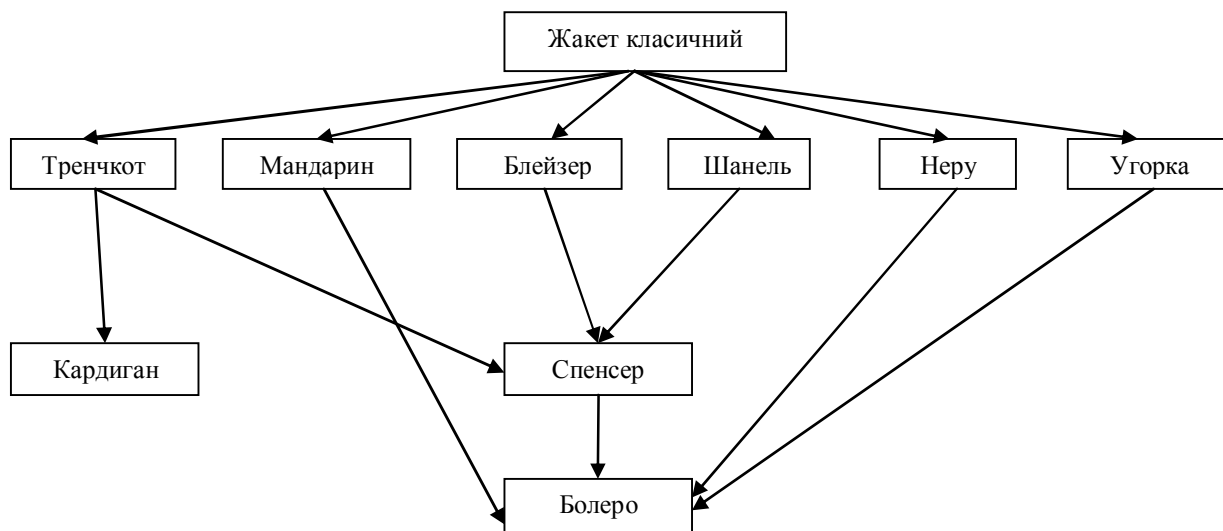 Жакет класичний
Тренчкот
Мандарин
Блейзер
Шанель
Неру
Угорка
Кардиган
Спенсер
Болеро